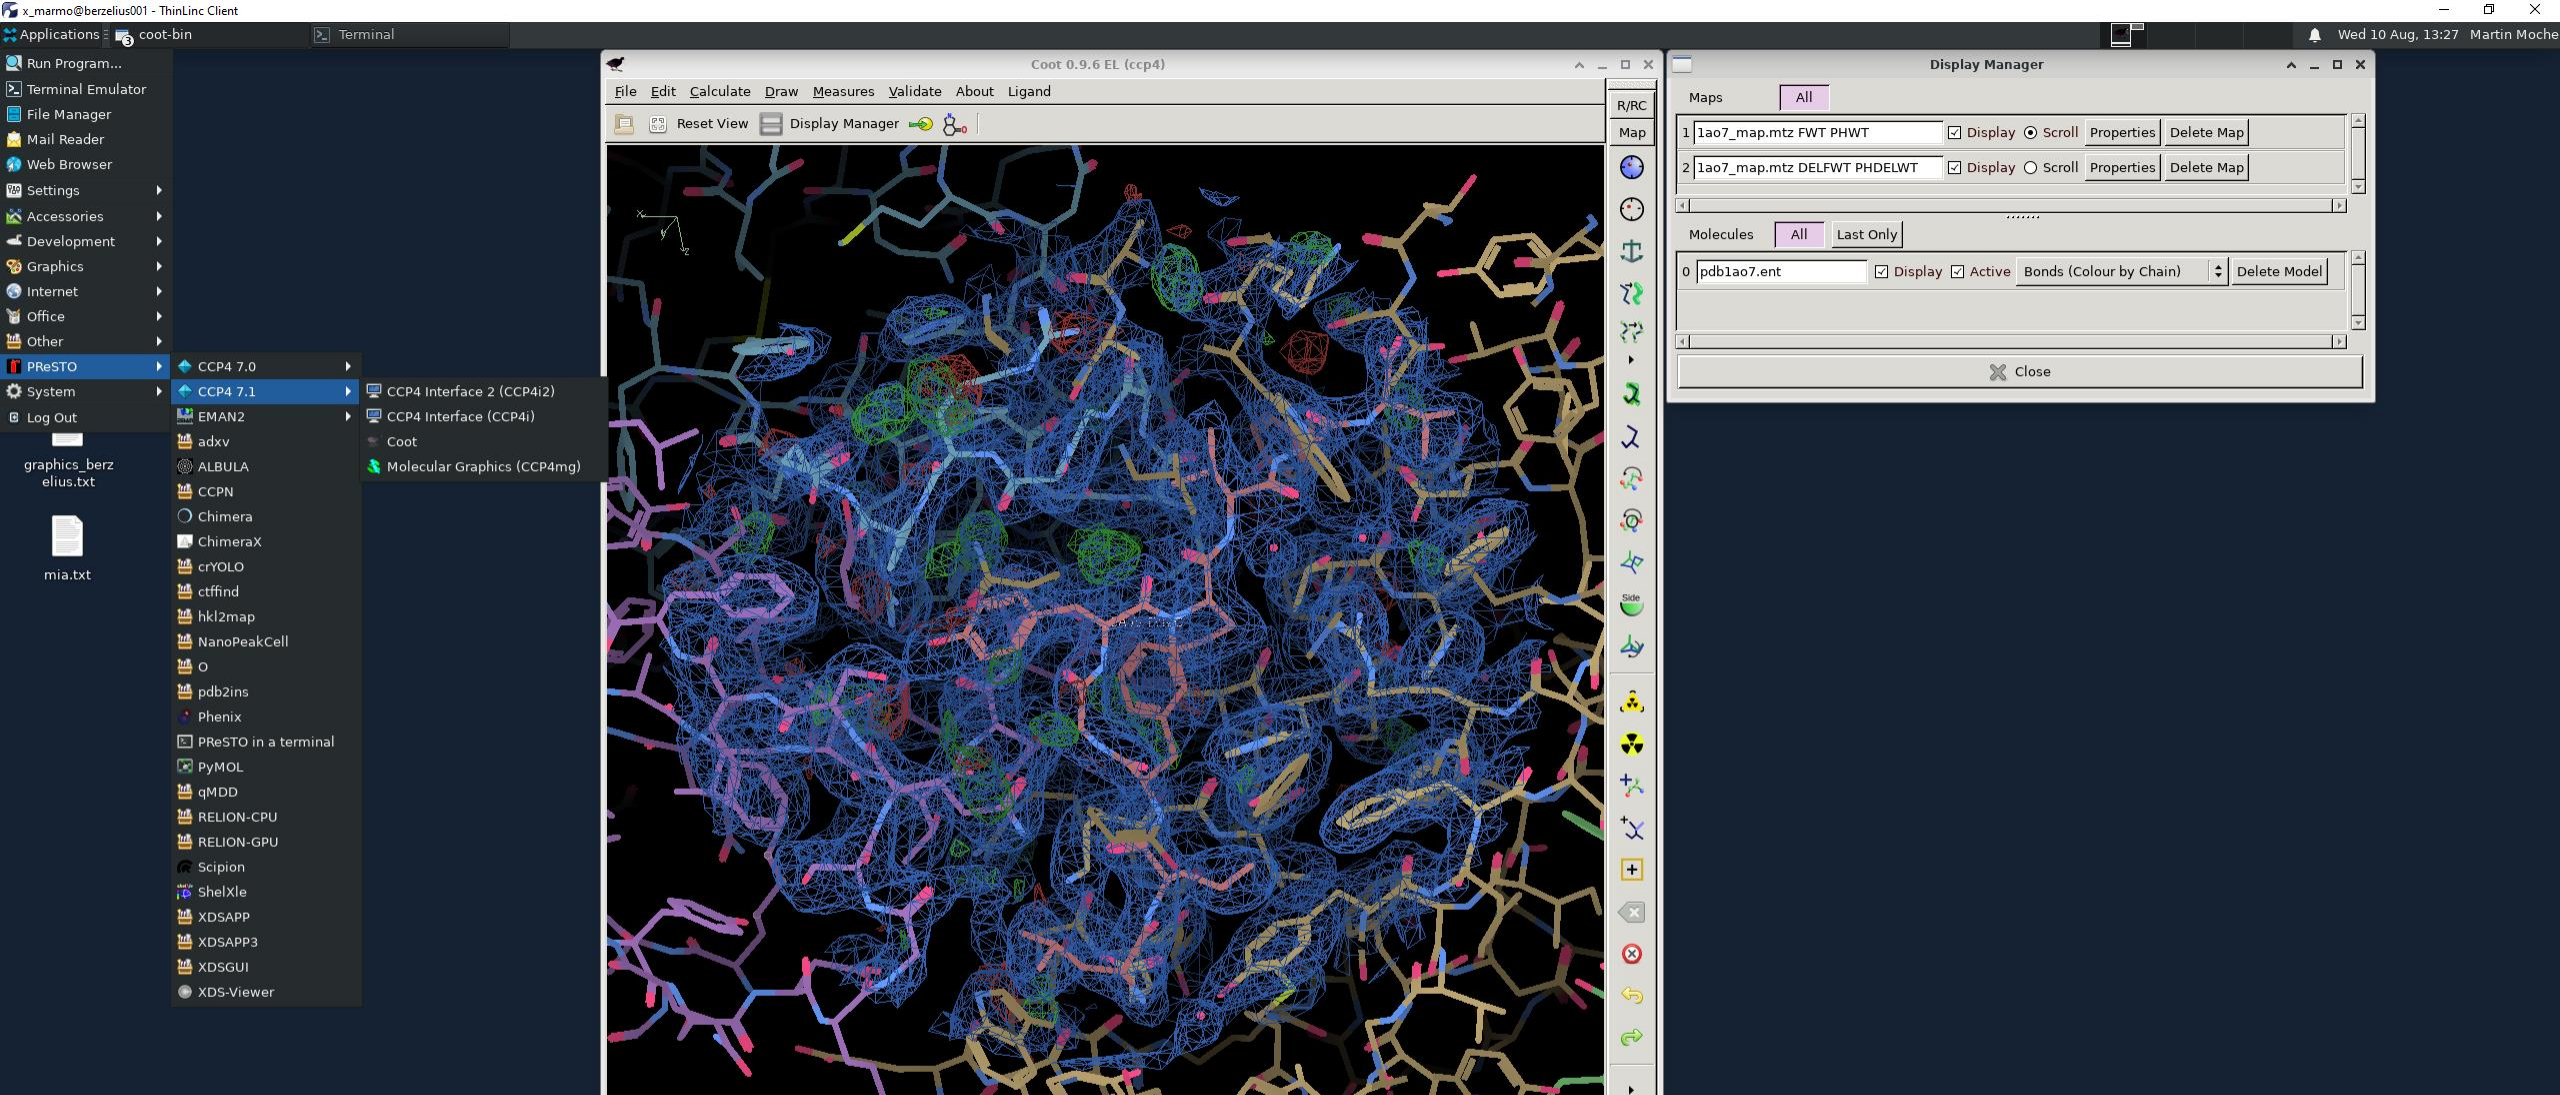 x_marmo@berzelius001 - ThinLinc Client
Applications
3 coot-bin
Terminal
Wed 10 Aug, 13:27
Martin Moche
Run Program...
Terminal Emulator
File Manager
Mail Reader
Web Browser
Settings
Accessories
Development
Graphics
Internet
Office
Other
PReSTO
System
Log Out
graphics_berz
elius.txt
mia.txt
CCP4 7.0
CCP4 7.1
EMAN2
adxv
ALBULA
CCPN
Chimera
ChimeraX
crYOLO
ctffind
hkl2map
NanoPeakCell
O
pdb2ins
Phenix
PReSTO in a terminal
PyMOL
qMDD
RELION-CPU
RELION-GPU
Scipion
ShelXle
XDSAPP
XDSAPP3
XDSGUI
XDS-Viewer
CCP4 Interface 2 (CCP4i2)
CCP4 Interface (CCP4i)
Coot
Molecular Graphics (CCP4mg)
Coot 0.9.6 EL (ccp4)
File Edit Calculate Draw Measures Validate About Ligand
Reset View Display Manager
R/RC
Map
Side
x
y
z
Display Manager
Maps All
1 1ao7_map.mtz FWT PHWT Display Scroll Properties Delete Map
2 1ao7_map.mtz DELFWT PHDELWT Display Scroll Properties Delete Map
Molecules All Last Only
0 pdb1ao7.ent Display Active Bonds (Colour by Chain) Delete Model
Close